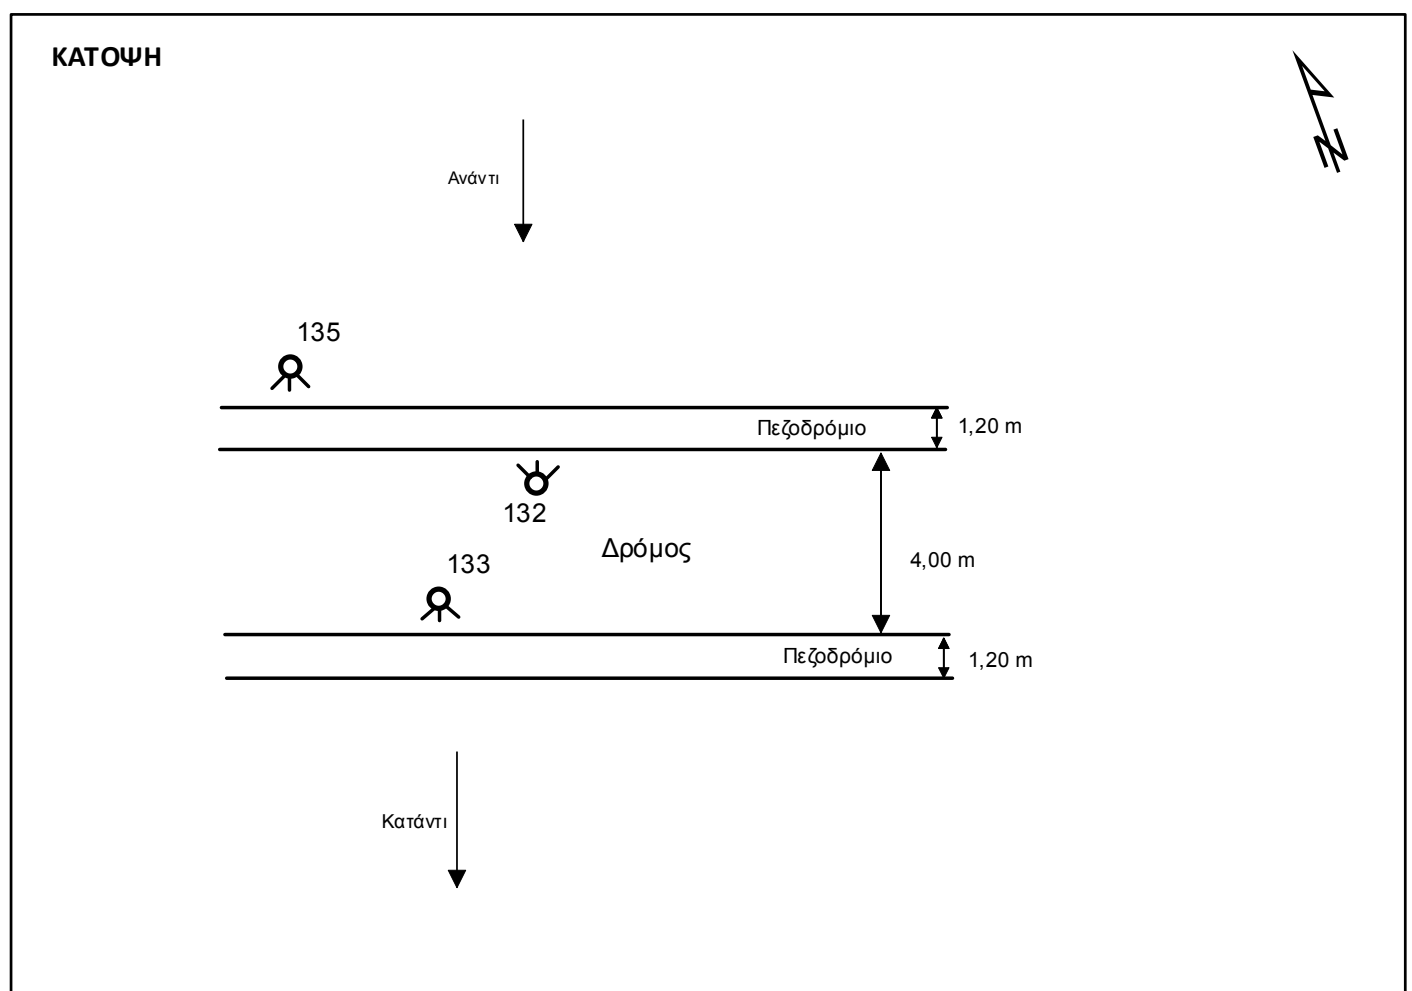 ΚΑΤΟΨΗ
N
Ανάντι
135
Πεζοδρόμιο
1,20 m
132
Δρόμος
133
4,00 m
Πεζοδρόμιο
1,20 m
Κατάντι